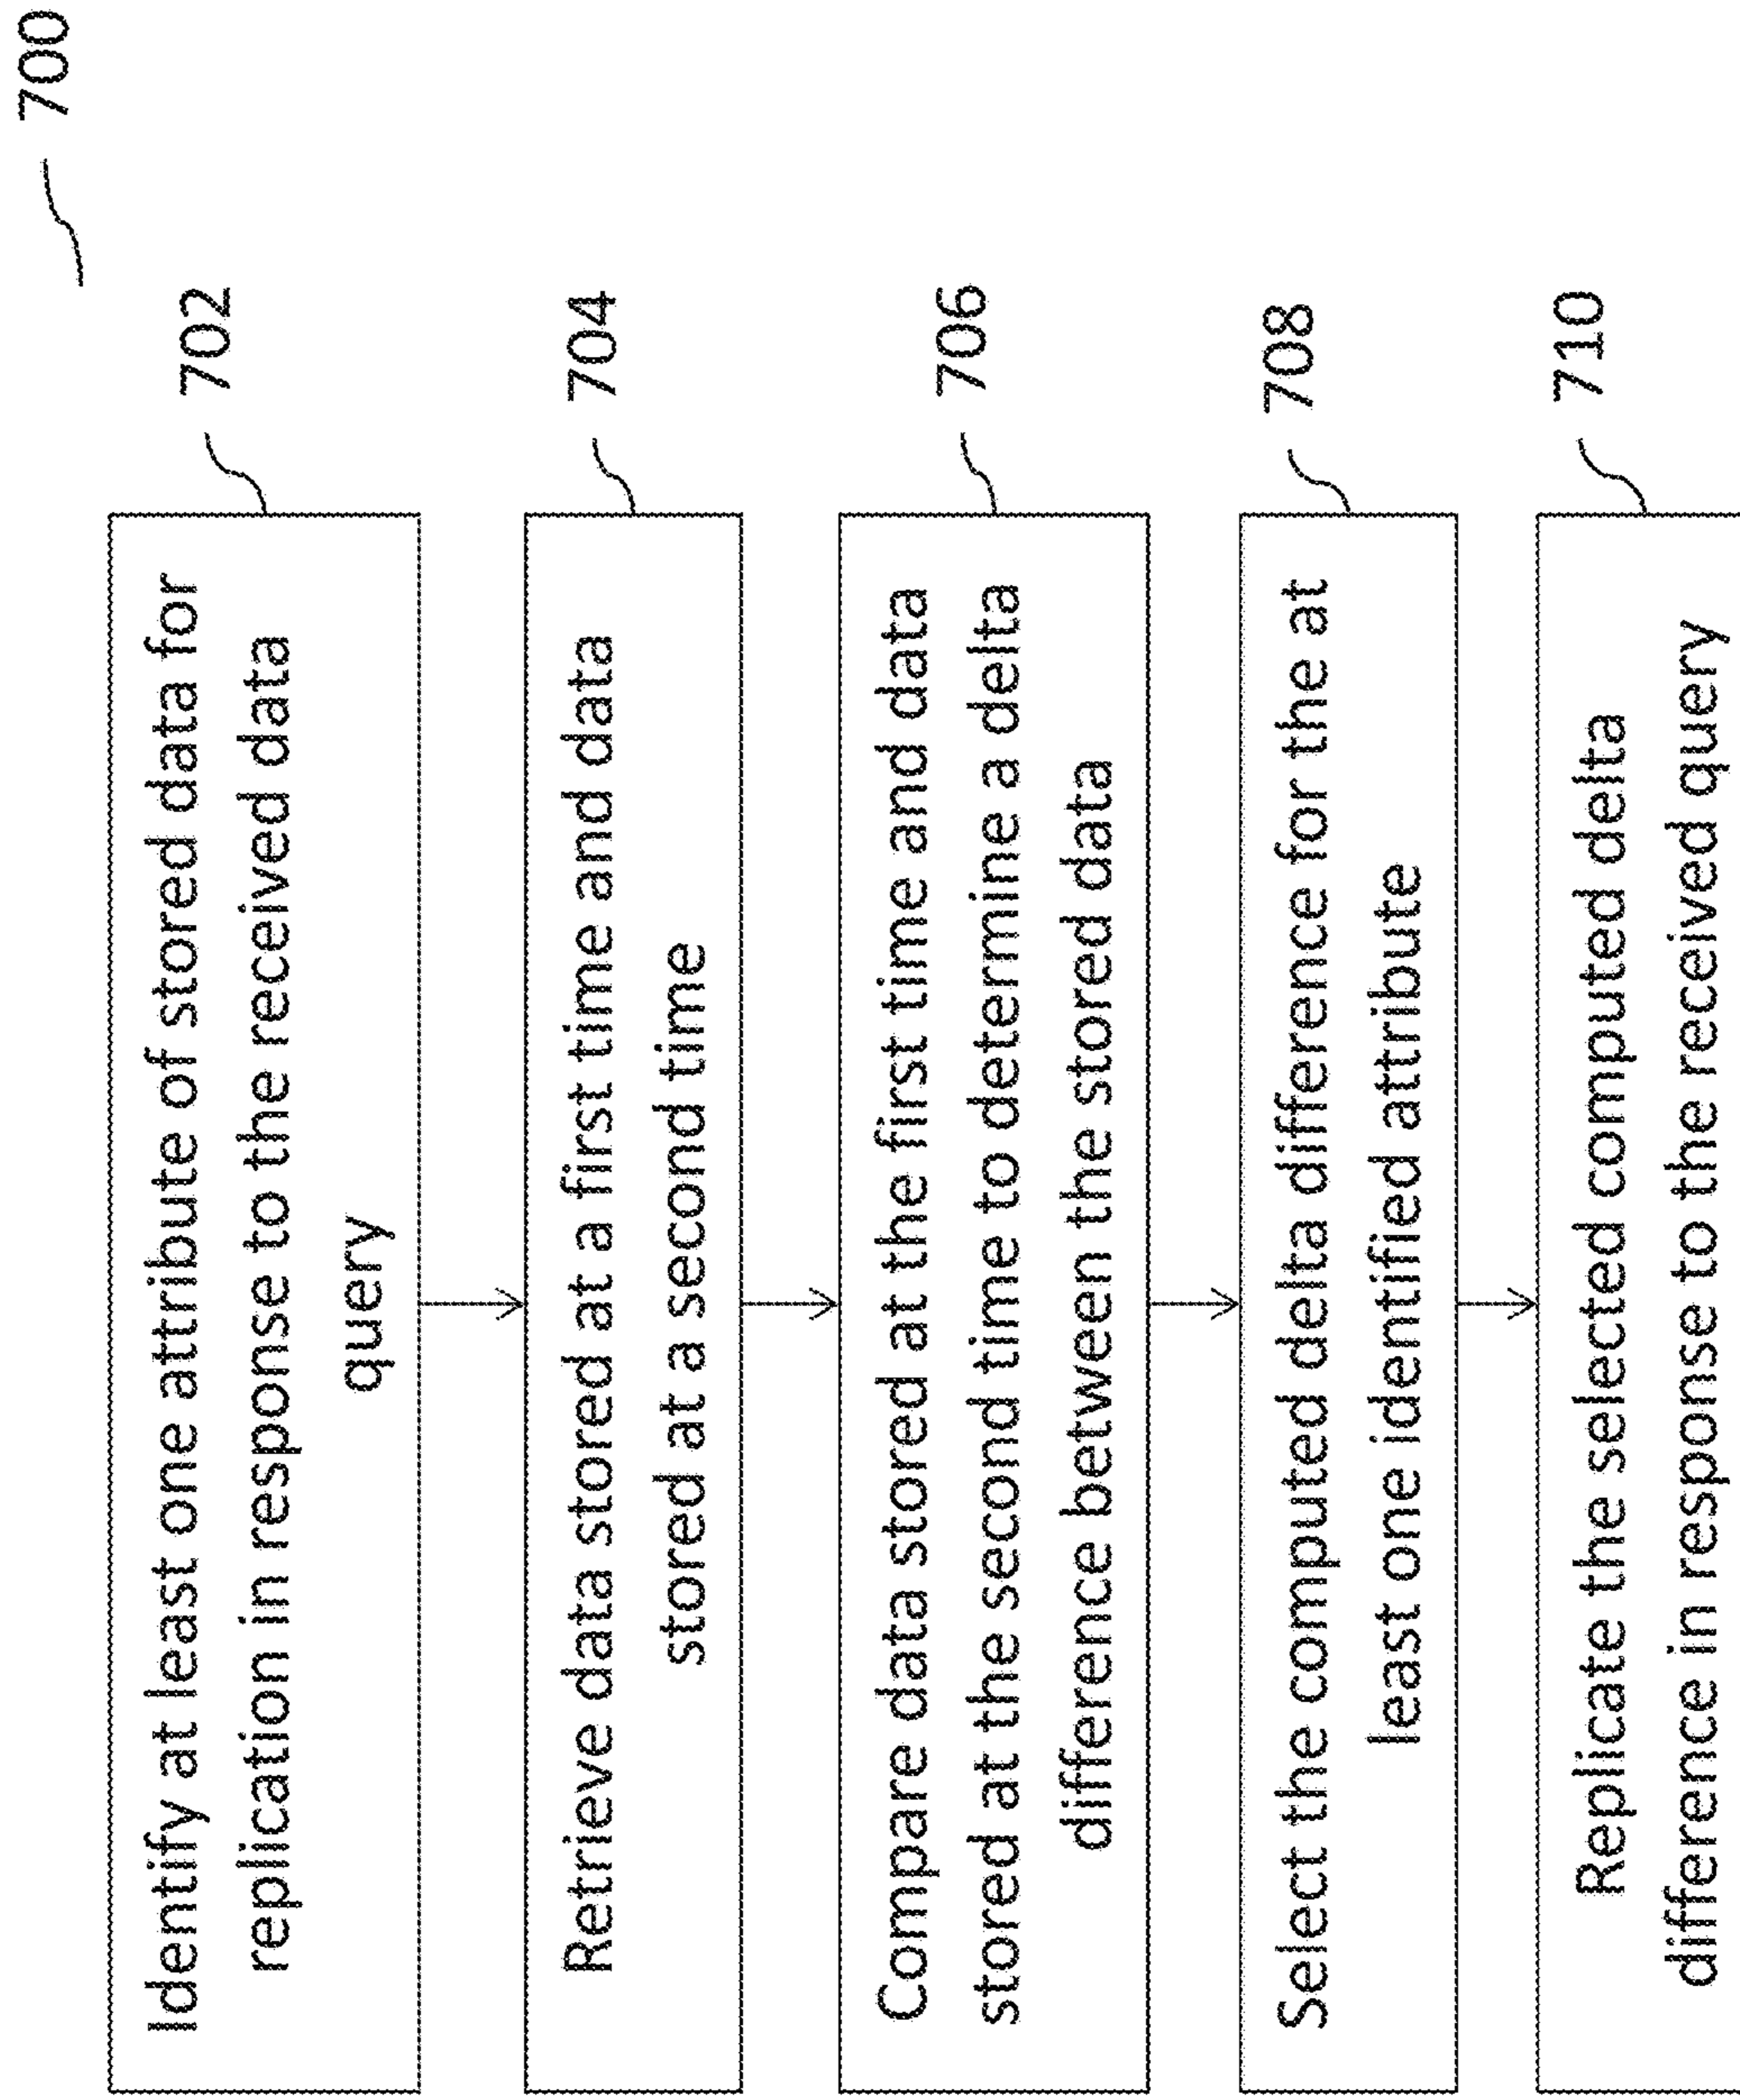 700
Identify at least one attribute of stored data for
replication in response to the received data
query
702
Retrieve data stored at a first time and data
stored at a second time
704
Compare data stored at the first time and data
stored at the second time to determine a delta
difference between the stored data
706
Select the computed delta difference for the at
least one identified attribute
708
Replicate the selected computed delta
difference in response to the received query
710